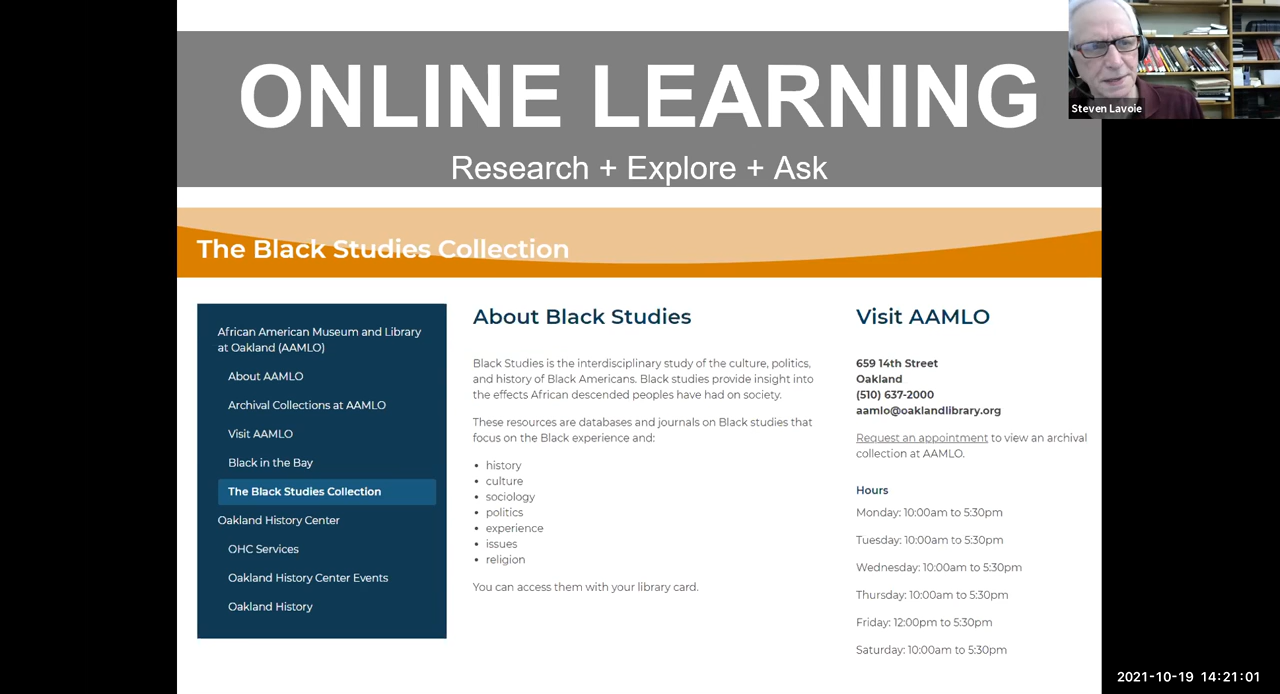 ONLINE LEARNING
Research + Explore + Ask
Steven Lavoie
The Black Studies Collection
African American Museum and Library
at Oakland (AAMLO)
About AAMLO
Archival Collections at AAMLO
Visit AAMLO
Black in the Bay
The Black Studies Collection
Oakland History Center
OHC Services
Oakland History Center Events
Oakland History
About Black Studies
Black Studies is the interdisciplinary study of the culture, politics,
and history of Black Americans. Black studies provide insight into
the effects African descended peoples have had on society.
These resources are databases and journals on Black studies that
focus on the Black experience and:
• history
• culture
• sociology
• politics
• experience
• issues
• religion
You can access them with your library card.
Visit AAMLO
659 14th Street
Oakland
(510) 637-2000
aamlo@oaklandlibrary.org
Request an appointment to view an archival
collection at AAMLO.
Hours
Monday: 10:00am to 5:30pm
Tuesday: 10:00am to 5:30pm
Wednesday: 10:00am to 5:30pm
Thursday: 10:00am to 5:30pm
Friday: 12:00pm to 5:30pm
Saturday: 10:00am to 5:30pm
2021-10-19 14:21:01